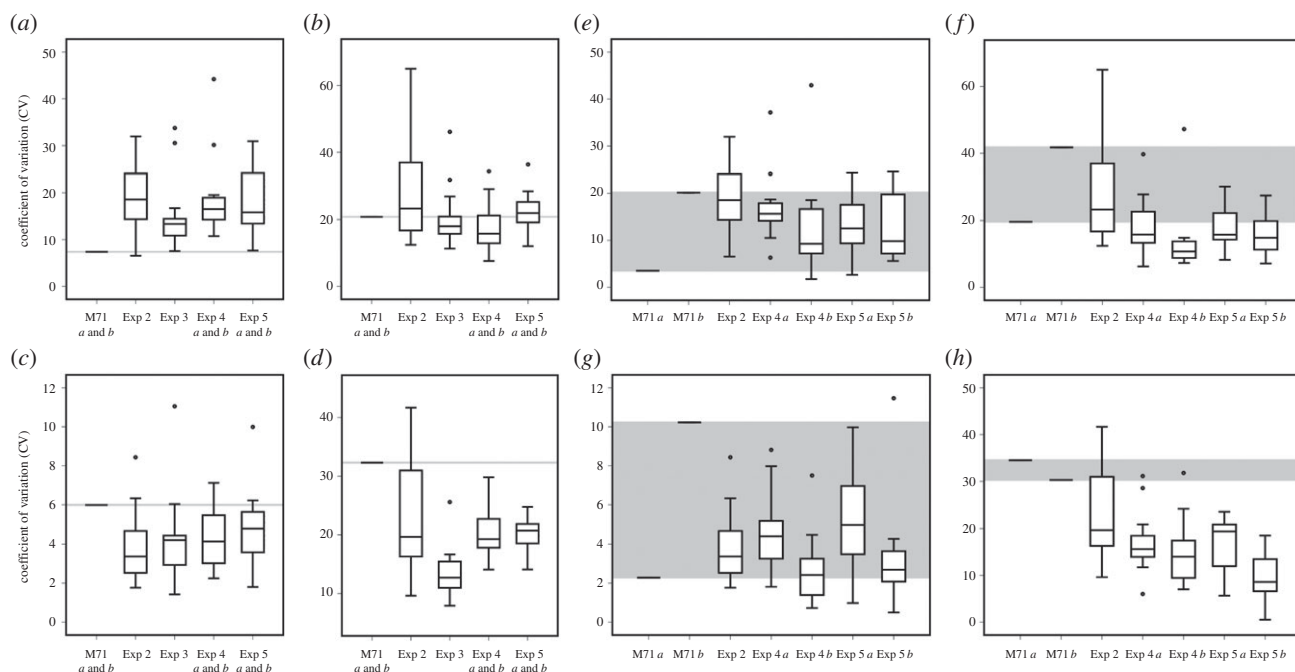 (a)
(b)
(e)
(f)
coefficient of variation (CV)
50
40
30
20
10
0
M71 a and b
Exp 2
Exp 3
Exp 4 a and b
Exp 5 a and b
60
40
20
0
M71 a and b
Exp 2
Exp 3
Exp 4 a and b
Exp 5 a and b
50
40
30
20
10
0
M71 a
M71 b
Exp 2
Exp 4 a
Exp 4 b
Exp 5 a
Exp 5 b
60
40
20
0
M71 a
M71 b
Exp 2
Exp 4 a
Exp 4 b
Exp 5 a
Exp 5 b
(c)
(d)
(g)
(h)
coefficient of variation (CV)
12
10
8
6
4
2
0
M71 a and b
Exp 2
Exp 3
Exp 4 a and b
Exp 5 a and b
40
30
20
10
M71 a and b
Exp 2
Exp 3
Exp 4 a and b
Exp 5 a and b
12
10
8
6
4
2
0
M71 a
M71 b
Exp 2
Exp 4 a
Exp 4 b
Exp 5 a
Exp 5 b
50
40
30
20
10
0
M71 a
M71 b
Exp 2
Exp 4 a
Exp 4 b
Exp 5 a
Exp 5 b